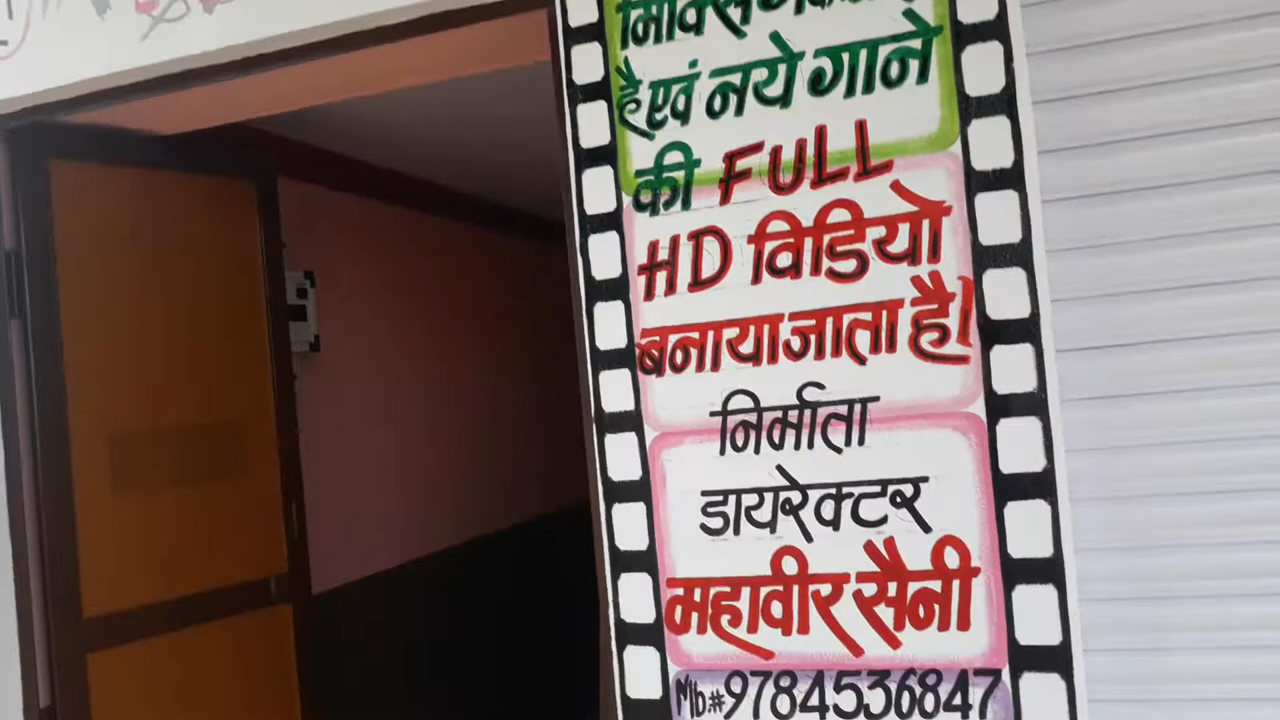 है एवं नये गाने
की FULL
HD विडियो
बनाया जाता है।
निर्माता
डायरेक्टर
महावीर सैनी
Mb:# 9784536847